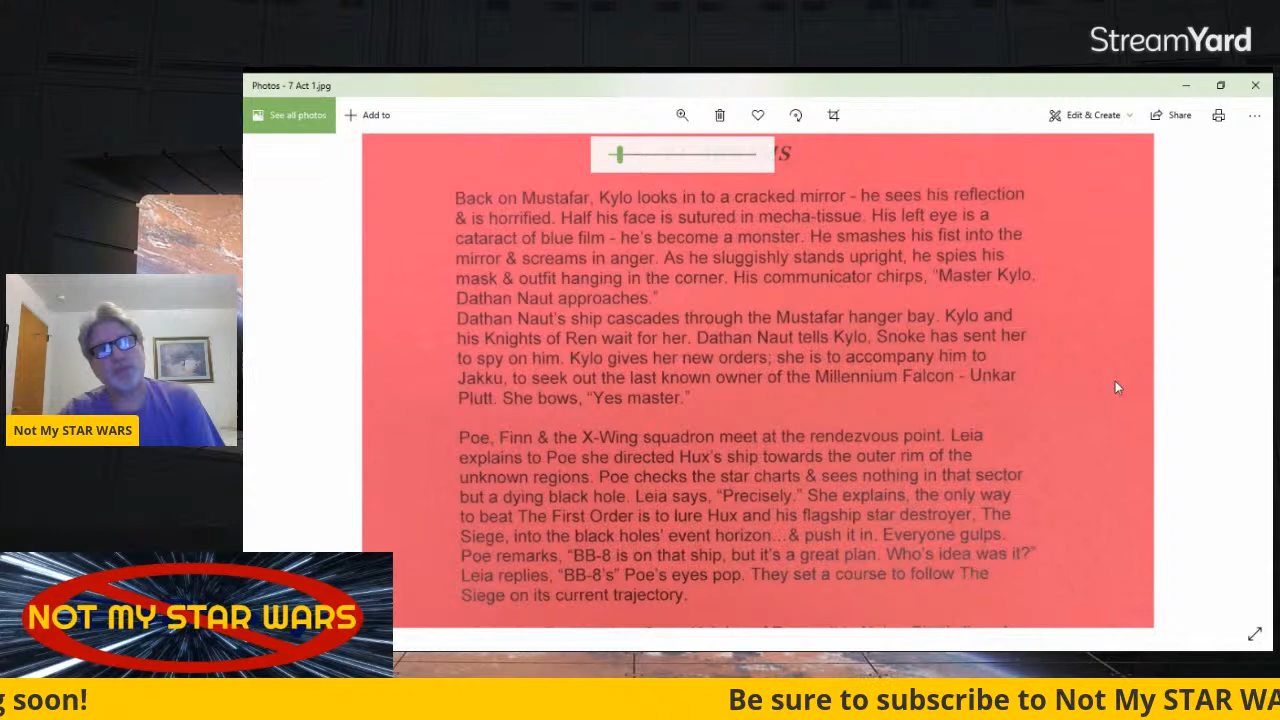 StreamYard
Photos - 7 Act 1.jpg
See all photos
Add to
Edit & Create
Share
IS
Back on Mustafar, Kylo looks in to a cracked mirror - he sees his reflection
& is horrified. Half his face is sutured in mecha-tissue. His left eye is a
cataract of blue film - he's become a monster. He smashes his fist into the
mirror & screams in anger. As he sluggishly stands upright, he spies his
mask & outfit hanging in the corner. His communicator chirps, "Master Kylo.
Dathan Naut approaches."
Dathan Naut's ship cascades through the Mustafar hanger bay. Kylo and
his Knights of Ren wait for her. Dathan Naut tells Kylo, Snoke has sent her
to spy on him. Kylo gives her new orders; she is to accompany him to
Jakku, to seek out the last known owner of the Millennium Falcon - Unkar
Plutt. She bows, "Yes master."
Poe, Finn & the X-Wing squadron meet at the rendezvous point. Leia
explains to Poe she directed Hux's ship towards the outer rim of the
unknown regions. Poe checks the star charts & sees nothing in that sector
but a dying black hole. Leia says, "Precisely." She explains, the only way
to beat The First Order is to lure Hux and his flagship star destroyer, The
Siege, into the black holes' event horizon...& push it in. Everyone gulps.
Poe remarks, "BB-8 is on that ship, but it's a great plan. Who's idea was it?"
Leia replies, "BB-8's" Poe's eyes pop. They set a course to follow The
Siege on its current trajectory.
Not My STAR WARS
NOT MY STAR WARS
g soon!
Be sure to subscribe to Not My STAR WA